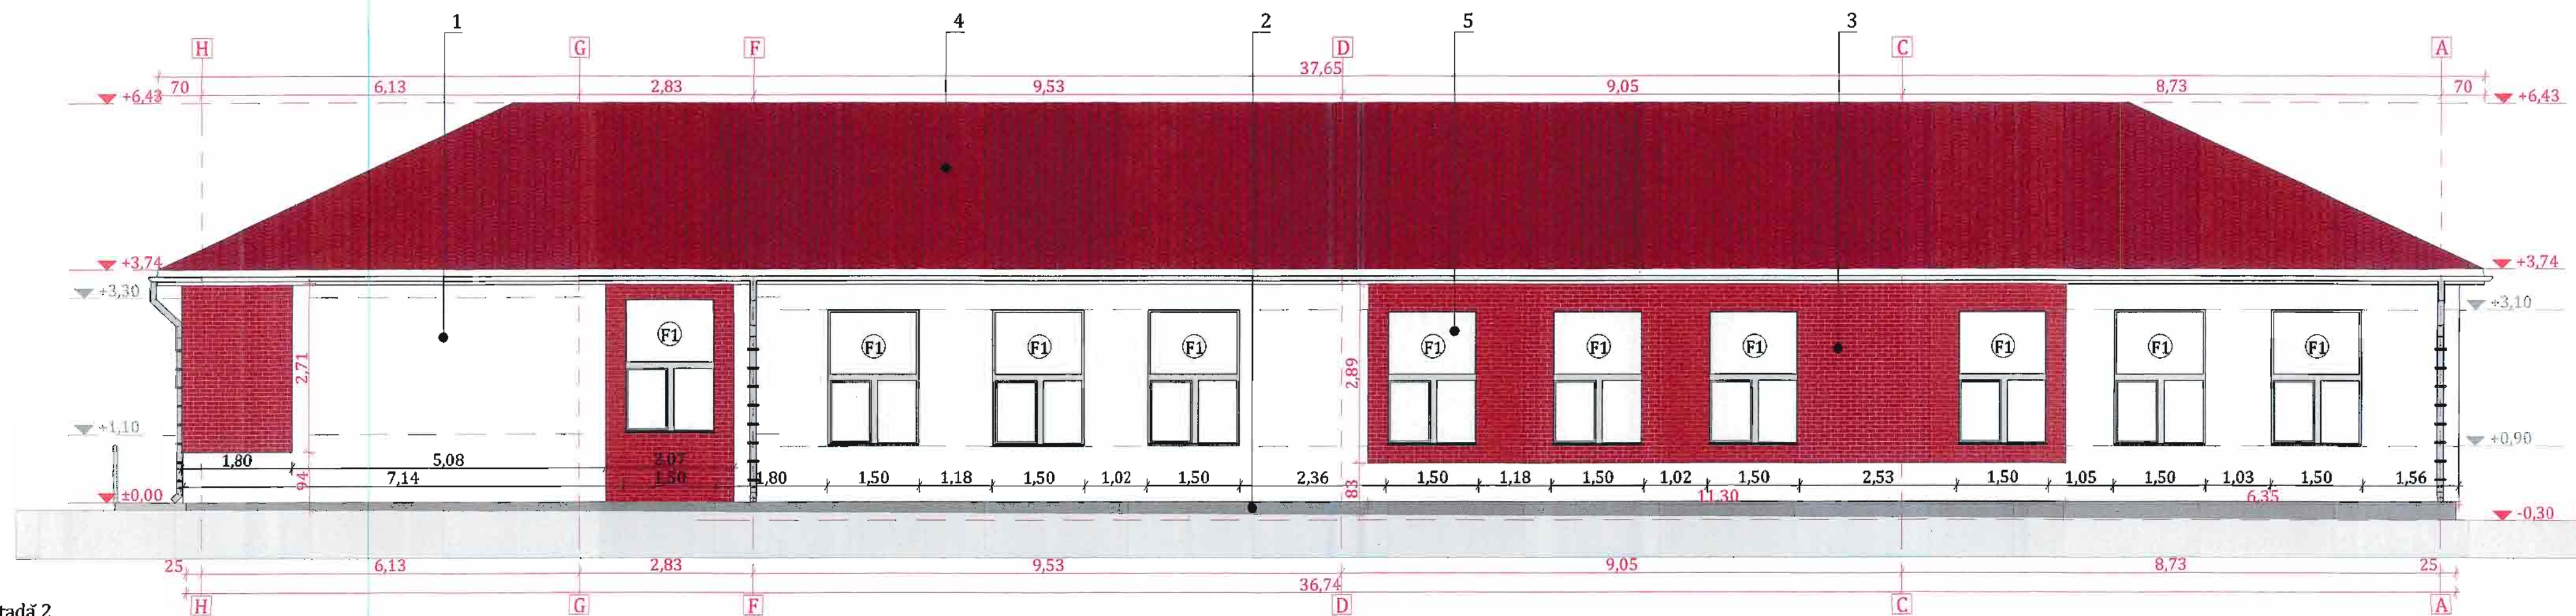 1 4 2 5 3
H G F D C A
37,65
70 6,13 2,83 9,53 9,05 8,73 70
+6,43 +6,43
+3,74 +3,74
+3,30 +3,10
F1 F1 F1 F1 F1 F1 F1 F1 F1 F1
2,71 2,89
+1,10 +0,90
1,80 5,08 2,07
94 7,14 1,50 1,80 1,50 1,18 1,50 1,02 1,50 2,36 83 1,50 1,18 1,50 1,02 1,50 2,53 1,50 1,05 1,50 1,03 1,50 1,56
±0,00 11,30 6,35
-0,30
25 6,13 2,83 9,53 9,05 8,73 25
36,74
tadă 2 H G F D C A